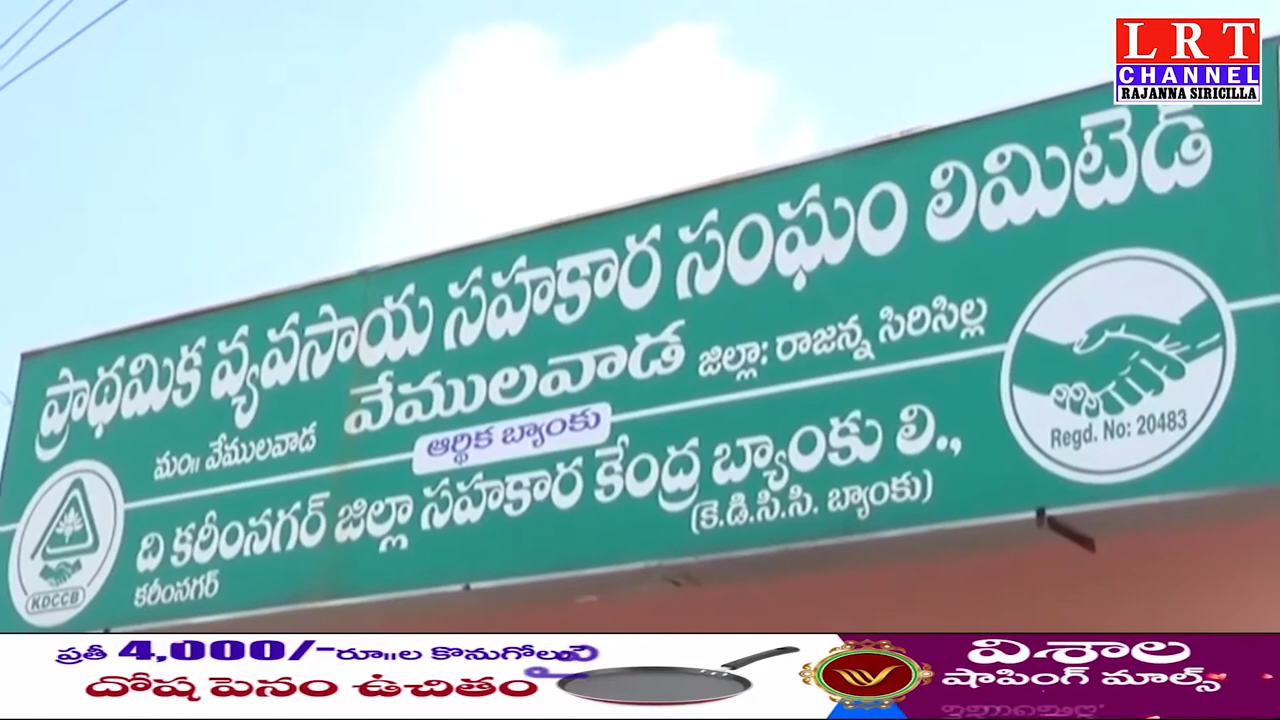 LRT
CHANNEL
RAJANNA SIRICILLA
ప్రాథమిక వ్యవసాయ సహకార సంఘం లిమిటెడ్
మం॥ వేములవాడ వేములవాడ జిల్లా: రాజన్న సిరిసిల్ల
ఆర్థిక బ్యాంకు
ది కరీంనగర్ జిల్లా సహకార కేంద్ర బ్యాంకు లి.,
కరీంనగర్ (కె.డి.సి.సి. బ్యాంకు)
KDCCB
Regd. No: 20483
ప్రతీ 4,000/-రూ॥ల కొనుగోలుపై
దోష పెనం ఉచితం
విశాల
షాపింగ్ మాల్స్